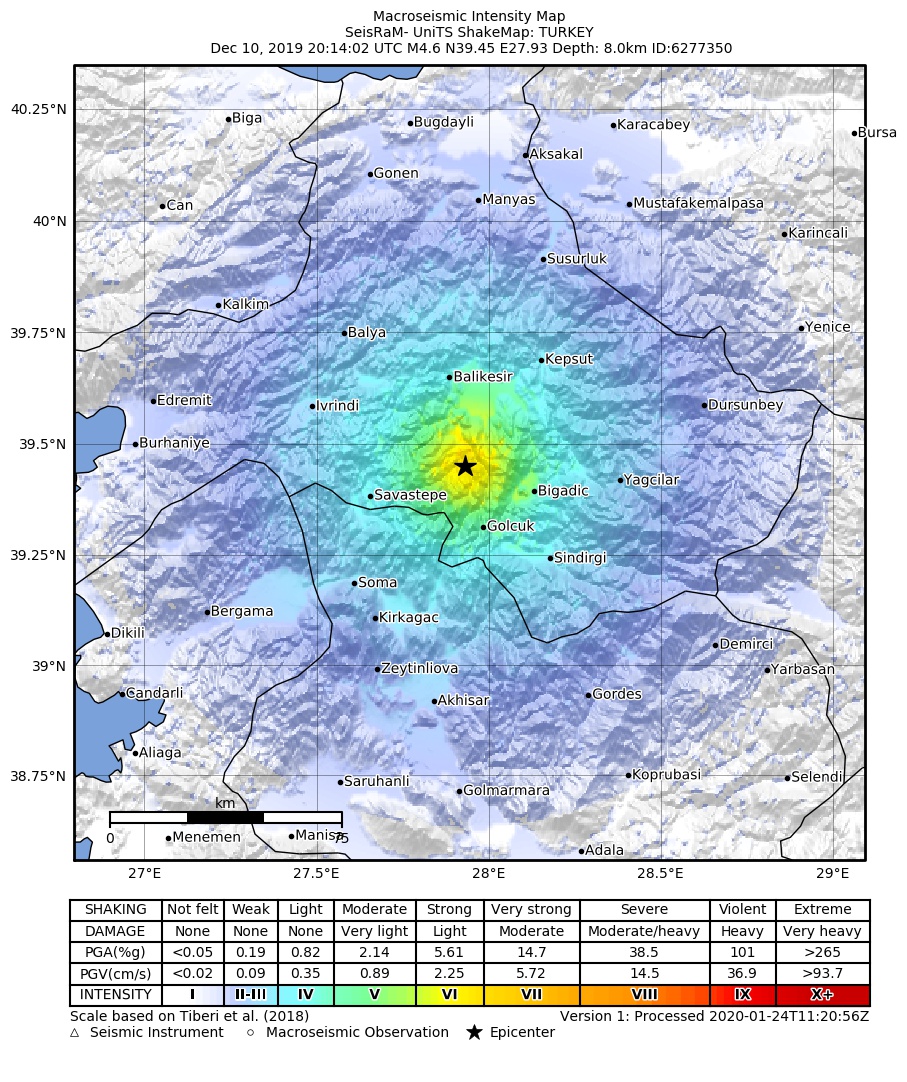 Macroseismic Intensity Map
SeisRaM- UniTS ShakeMap: TURKEY
Dec 10, 2019 20:14:02 UTC M4.6 N39.45 E27.93 Depth: 8.0km ID:6277350
40.25°N
Biga
Bugdayli
Karacabey
Bursa
Aksakal
Gonen
Can
Manyas
Mustafakemalpasa
40°N
Karincali
Susurluk
Kalkim
39.75°N
Balya
Yenice
Kepsut
Balikesir
Edremit
Ivrindi
Dursunbey
39.5°N
Burhaniye
Savastepe
Bigadic
Yagcilar
Golcuk
39.25°N
Sindirgi
Soma
Bergama
Kirkagac
Dikili
Demirci
39°N
Zeytinliova
Yarbasan
Candarli
Akhisar
Gordes
Aliaga
38.75°N
Saruhanli
Golmarmara
Koprubasi
Selendi
km
0
75
Menemen
Manisa
Adala
27°E
27.5°E
28°E
28.5°E
29°E
SHAKING Not felt Weak Light Moderate Strong Very strong Severe Violent Extreme
DAMAGE None None None Very light Light Moderate Moderate/heavy Heavy Very heavy
PGA(%g) <0.05 0.19 0.82 2.14 5.61 14.7 38.5 101 >265
PGV(cm/s) <0.02 0.09 0.35 0.89 2.25 5.72 14.5 36.9 >93.7
INTENSITY I II-III IV V VI VII VIII IX X+
Scale based on Tiberi et al. (2018) Version 1: Processed 2020-01-24T11:20:56Z
Seismic Instrument Macroseismic Observation Epicenter